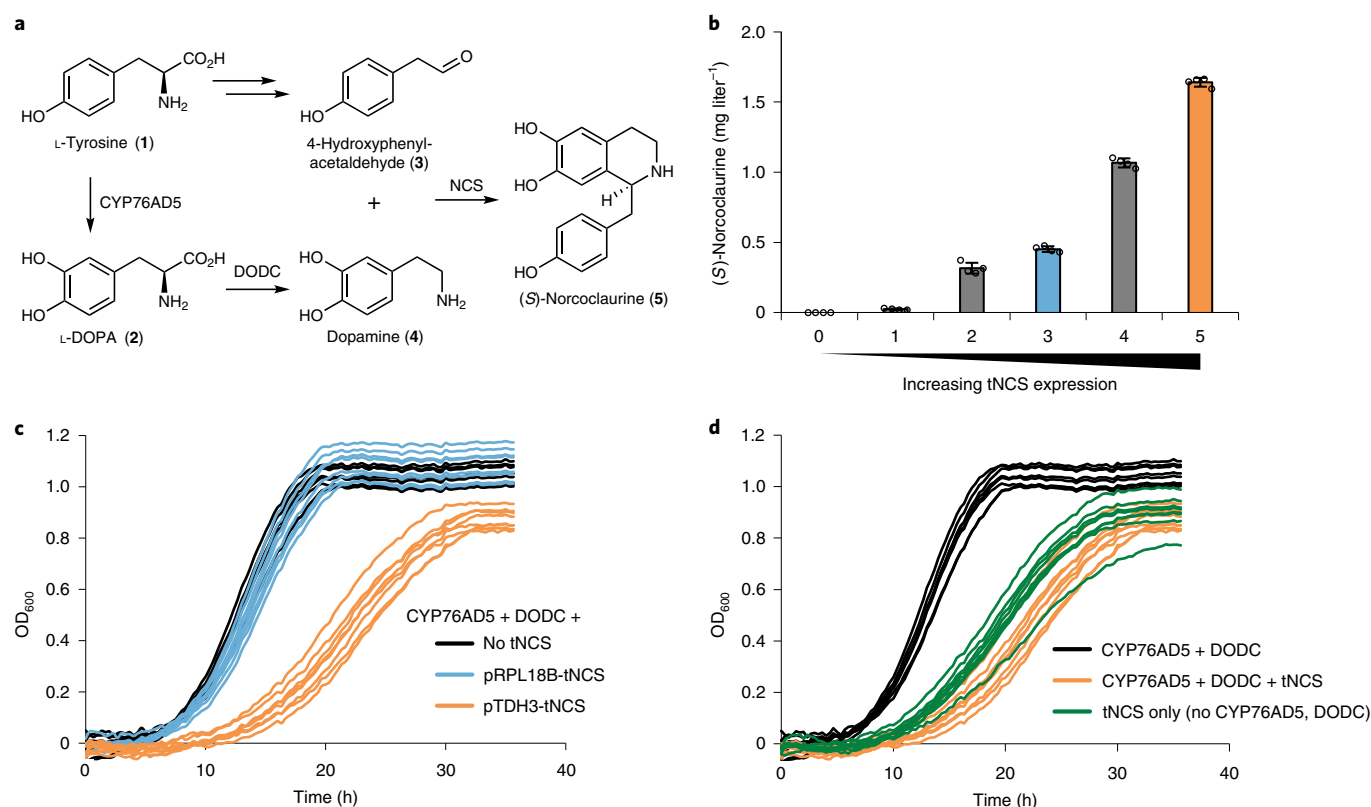 a
CO₂H
HO
NH₂
L-Tyrosine (1)
O
HO
4-Hydroxyphenyl-
acetaldehyde (3)
CYP76AD5
+
NCS
HO
HO
NH
H
HO
(S)-Norcoclaurine (5)
HO
HO
CO₂H
NH₂
L-DOPA (2)
DODC
HO
HO
NH₂
Dopamine (4)
b
(S)-Norcoclaurine (mg liter⁻¹)
2.0
1.5
1.0
0.5
0
0 1 2 3 4 5
Increasing tNCS expression
c
OD₆₀₀
1.2
1.0
0.8
0.6
0.4
0.2
0
CYP76AD5 + DODC +
No tNCS
pRPL18B-tNCS
pTDH3-tNCS
0 10 20 30 40
Time (h)
d
OD₆₀₀
1.2
1.0
0.8
0.6
0.4
0.2
0
CYP76AD5 + DODC
CYP76AD5 + DODC + tNCS
tNCS only (no CYP76AD5, DODC)
0 10 20 30 40
Time (h)